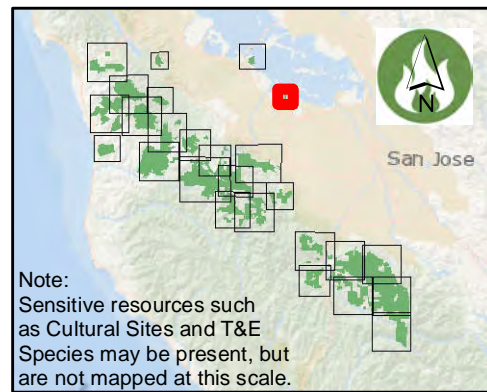 N
San Jose
Note:
Sensitive resources such
as Cultural Sites and T&E
Species may be present, but
are not mapped at this scale.